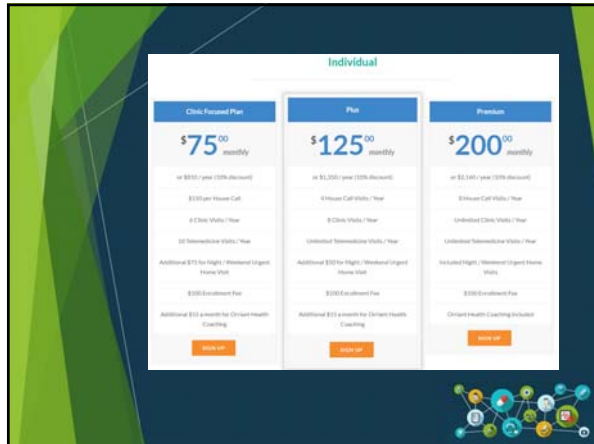 Individual
Clinic Focused Plan
$75.00
monthly
or $810 / year (10% discount)
$150 per House Call
6 Clinic Visits / Year
10 Telemedicine Visits / Year
Additional $75 for Night / Weekend Urgent
Home Visit
$100 Enrollment Fee
Additional $15 a month for Orriant Health
Coaching
SIGN UP
Plus
$125.00
monthly
or $1,350 / year (10% discount)
4 House Call Visits / Year
8 Clinic Visits / Year
Unlimited Telemedicine Visits / Year
Additional $50 for Night / Weekend Urgent
Home Visit
$100 Enrollment Fee
Additional $15 a month for Orriant Health
Coaching
SIGN UP
Premium
$200.00
monthly
or $2,160 / year (10% discount)
8 House Call Visits / Year
Unlimited Clinic Visits / Year
Unlimited Telemedicine Visits / Year
Included Night / Weekend Urgent Home
Visits
$100 Enrollment Fee
Orriant Health Coaching Included
SIGN UP